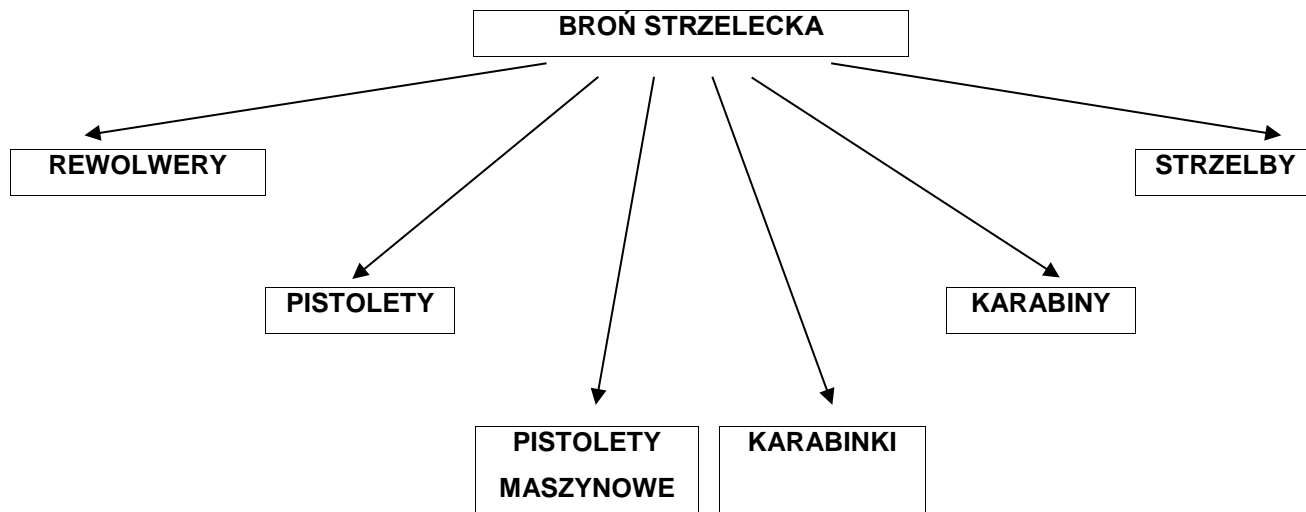 BROŃ STRZELECKA
REWOLWERY
STRZELBY
PISTOLETY
KARABINY
PISTOLETY
MASZYNOWE
KARABINKI